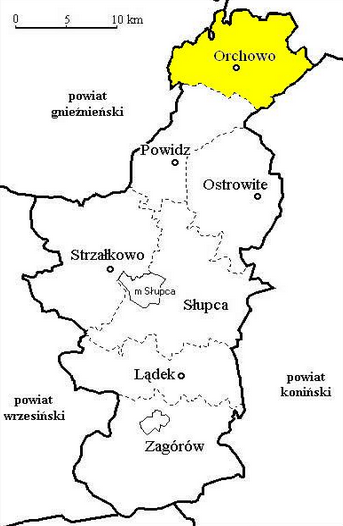 0 5 10 km
Orchowo
powiat
gnieźnieński
Powidz
Ostrowite
Strzałkowo
m Słupca
Słupca
Lądek
powiat
koniński
powiat
wrzesiński
Zagórów